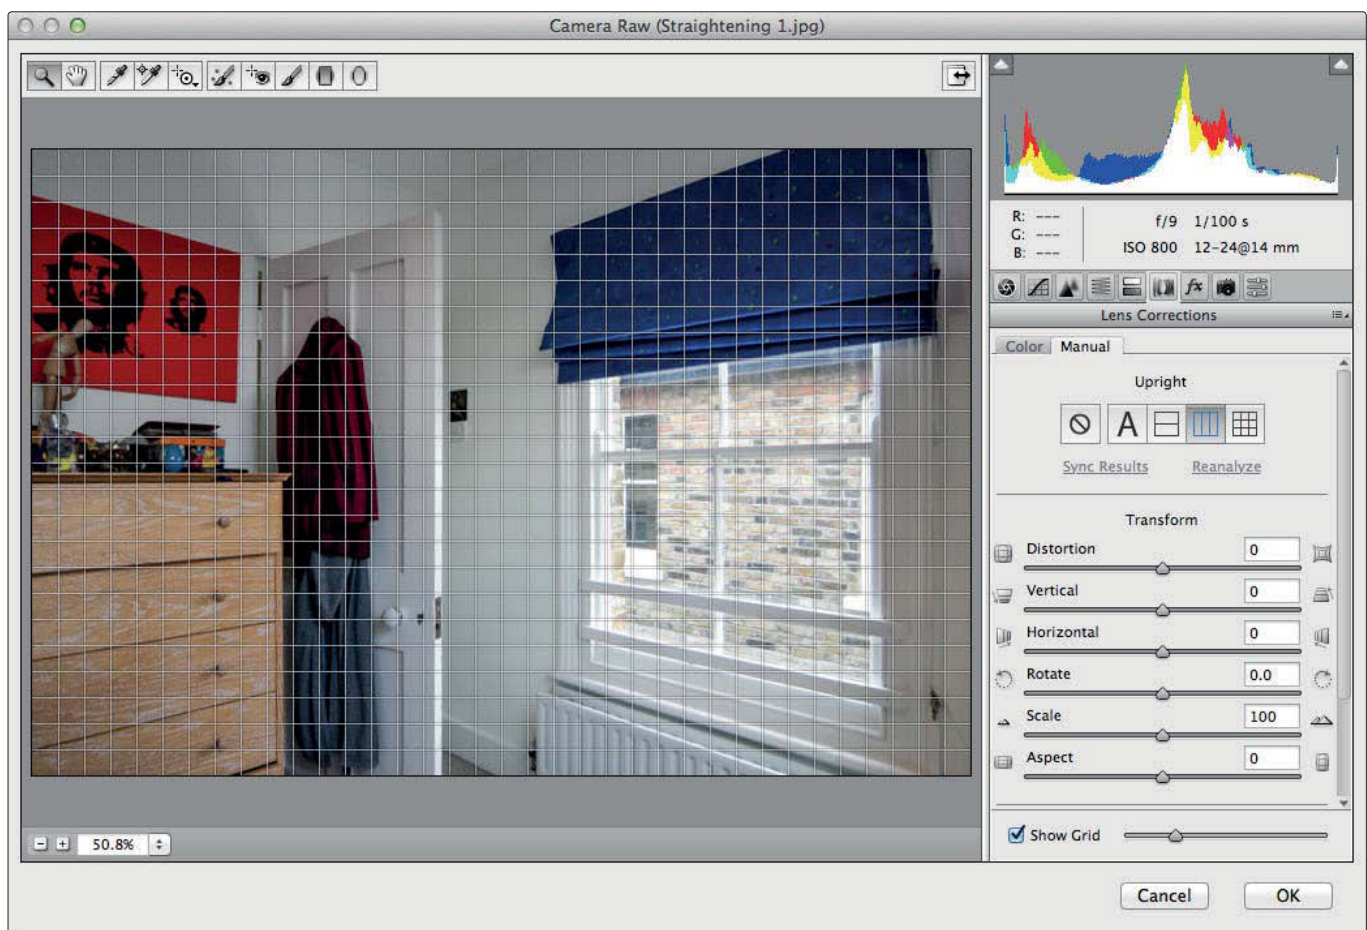 Camera Raw (Straightening 1.jpg)
R: ---
G: ---
B: ---
f/9 1/100 s
ISO 800 12-24@14 mm
fx
Lens Corrections
Color Manual
Upright
A
Sync Results Reanalyze
Transform
Distortion 0
Vertical 0
Horizontal 0
Rotate 0.0
Scale 100
Aspect 0
Show Grid
50.8%
Cancel OK